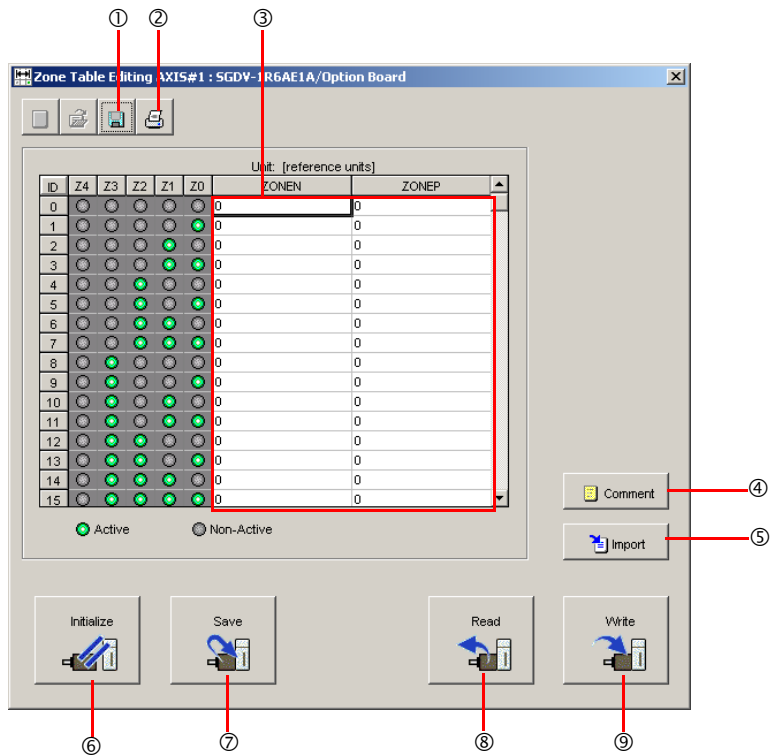 ① ② ③
Zone Table Editing AXIS#1 : SGDV-1R6AE1A/Option Board
Unit: [reference units]
ID Z4 Z3 Z2 Z1 Z0 ZONEN ZONEP
0 0 0
1 0 0
2 0 0
3 0 0
4 0 0
5 0 0
6 0 0
7 0 0
8 0 0
9 0 0
10 0 0
11 0 0
12 0 0
13 0 0
14 0 0
15 0 0
Comment ④
Active Non-Active
Import ⑤
Initialize Save Read Write
⑥ ⑦ ⑧ ⑨